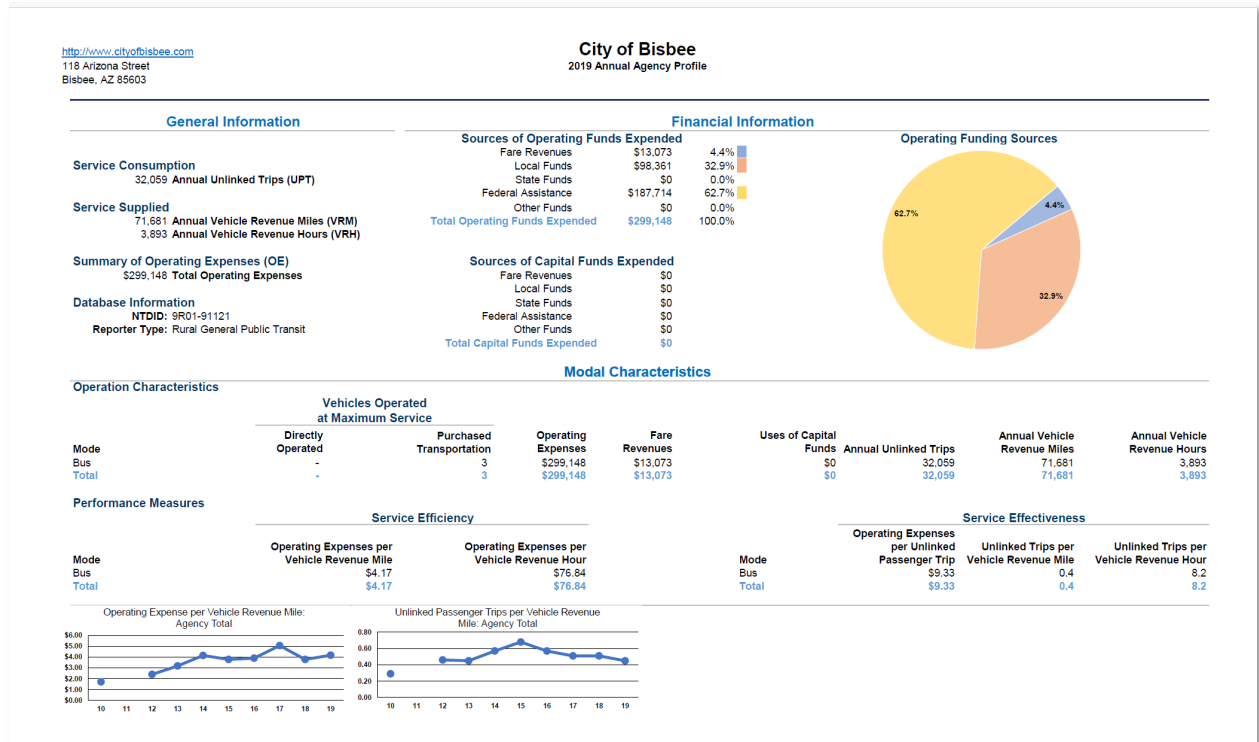 City of Bisbee
2019 Annual Agency Profile
http://www.cityofbisbee.com
118 Arizona Street
Bisbee, AZ 85603
General Information
Service Consumption
32,059 Annual Unlinked Trips (UPT)
Service Supplied
71,681 Annual Vehicle Revenue Miles (VRM)
3,893 Annual Vehicle Revenue Hours (VRH)
Summary of Operating Expenses (OE)
$299,148 Total Operating Expenses
Database Information
NTDID: 9R01-91121
Reporter Type: Rural General Public Transit
Financial Information
Sources of Operating Funds Expended
Fare Revenues $13,073 4.4%
Local Funds $98,361 32.9%
State Funds $0 0.0%
Federal Assistance $187,714 62.7%
Other Funds $0 0.0%
Total Operating Funds Expended $299,148 100.0%
Sources of Capital Funds Expended
Fare Revenues $0
Local Funds $0
State Funds $0
Federal Assistance $0
Other Funds $0
Total Capital Funds Expended $0
Operating Funding Sources
4.4%
62.7%
32.9%
Modal Characteristics
Operation Characteristics
Vehicles Operated
at Maximum Service
Directly Purchased Operating Fare Uses of Capital Annual Vehicle Annual Vehicle
Mode Operated Transportation Expenses Revenues Funds Annual Unlinked Trips Revenue Miles Revenue Hours
Bus - 3 $299,148 $13,073 $0 32,059 71,681 3,893
Total - 3 $299,148 $13,073 $0 32,059 71,681 3,893
Performance Measures
Service Efficiency
Operating Expenses per Operating Expenses per
Mode Vehicle Revenue Mile Vehicle Revenue Hour
Bus $4.17 $76.84
Total $4.17 $76.84
Service Effectiveness
Operating Expenses
per Unlinked Unlinked Trips per Unlinked Trips per
Mode Passenger Trip Vehicle Revenue Mile Vehicle Revenue Hour
Bus $9.33 0.4 8.2
Total $9.33 0.4 8.2
Operating Expense per Vehicle Revenue Mile:
Agency Total
$6.00
$5.00
$4.00
$3.00
$2.00
$1.00
$0.00
10 11 12 13 14 15 16 17 18 19
Unlinked Passenger Trips per Vehicle Revenue
Mile: Agency Total
0.80
0.60
0.40
0.20
0.00
10 11 12 13 14 15 16 17 18 19